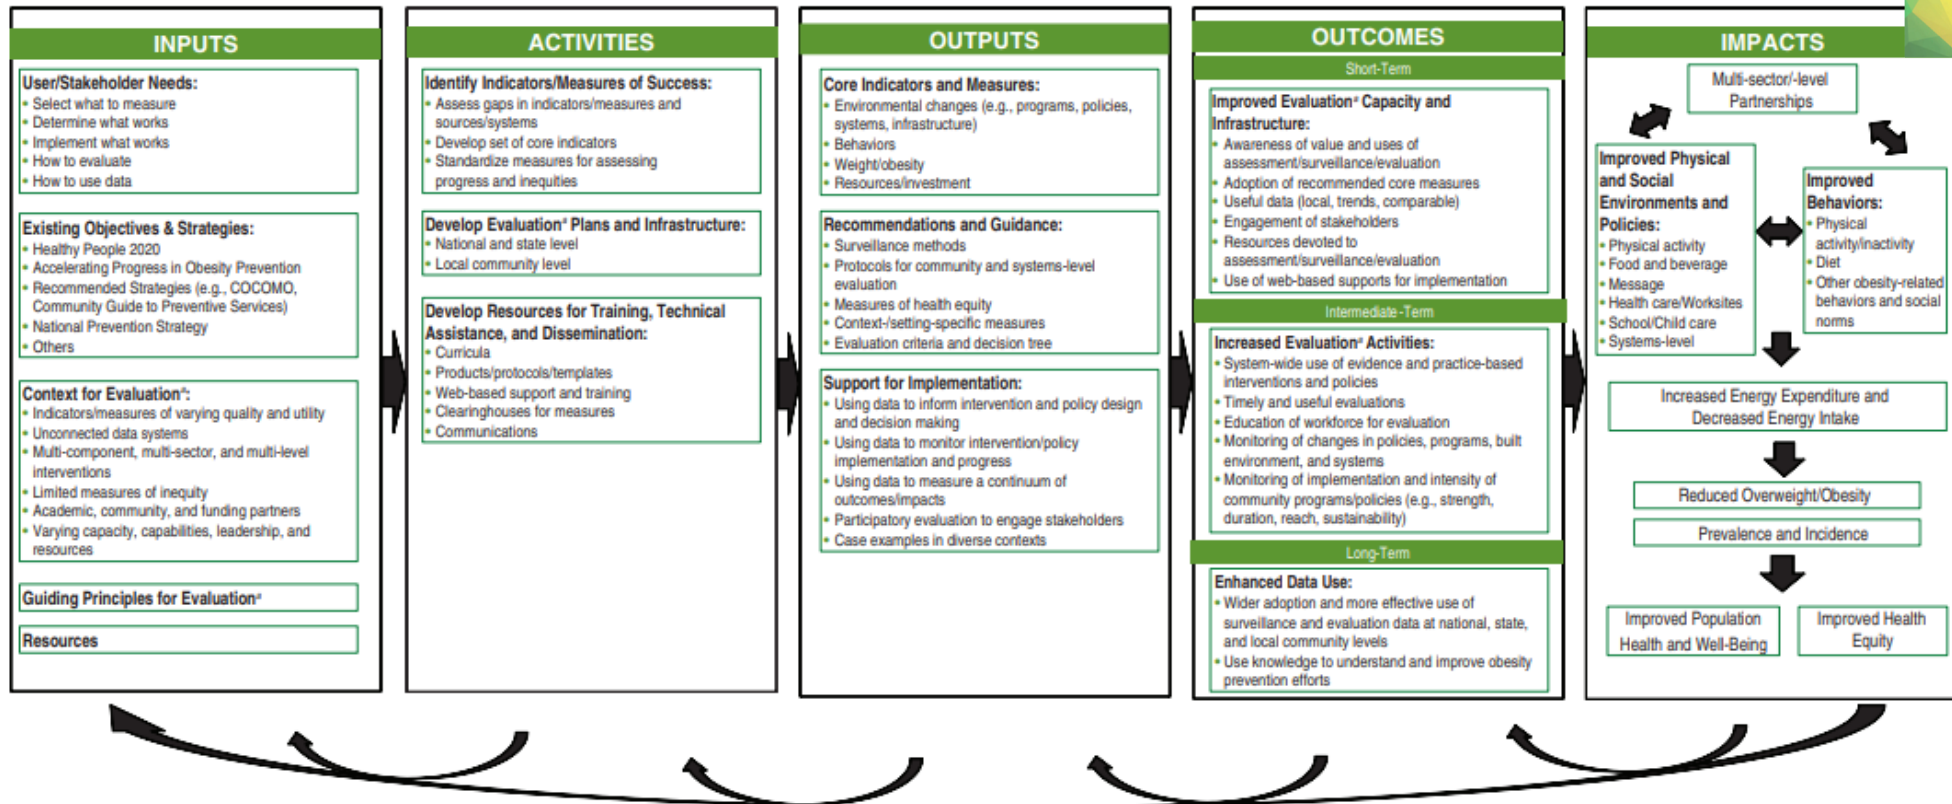 INPUTS
User/Stakeholder Needs:
• Select what to measure
• Determine what works
• Implement what works
• How to evaluate
• How to use data
Existing Objectives & Strategies:
• Healthy People 2020
• Accelerating Progress in Obesity Prevention
• Recommended Strategies (e.g., COCOMO,
Community Guide to Preventive Services)
• National Prevention Strategy
• Others
Context for Evaluationᵃ:
• Indicators/measures of varying quality and utility
• Unconnected data systems
• Multi-component, multi-sector, and multi-level
interventions
• Limited measures of inequity
• Academic, community, and funding partners
• Varying capacity, capabilities, leadership, and
resources
Guiding Principles for Evaluationᵃ
Resources
ACTIVITIES
Identify Indicators/Measures of Success:
• Assess gaps in indicators/measures and
sources/systems
• Develop set of core indicators
• Standardize measures for assessing
progress and inequities
Develop Evaluationᵃ Plans and Infrastructure:
• National and state level
• Local community level
Develop Resources for Training, Technical
Assistance, and Dissemination:
• Curricula
• Products/protocols/templates
• Web-based support and training
• Clearinghouses for measures
• Communications
OUTPUTS
Core Indicators and Measures:
• Environmental changes (e.g., programs, policies,
systems, infrastructure)
• Behaviors
• Weight/obesity
• Resources/investment
Recommendations and Guidance:
• Surveillance methods
• Protocols for community and systems-level
evaluation
• Measures of health equity
• Context-/setting-specific measures
• Evaluation criteria and decision tree
Support for Implementation:
• Using data to inform intervention and policy design
and decision making
• Using data to monitor intervention/policy
implementation and progress
• Using data to measure a continuum of
outcomes/impacts
• Participatory evaluation to engage stakeholders
• Case examples in diverse contexts
OUTCOMES
Short-Term
Improved Evaluationᵃ Capacity and
Infrastructure:
• Awareness of value and uses of
assessment/surveillance/evaluation
• Adoption of recommended core measures
• Useful data (local, trends, comparable)
• Engagement of stakeholders
• Resources devoted to
assessment/surveillance/evaluation
• Use of web-based supports for implementation
Intermediate-Term
Increased Evaluationᵃ Activities:
• System-wide use of evidence and practice-based
interventions and policies
• Timely and useful evaluations
• Education of workforce for evaluation
• Monitoring of changes in policies, programs, built
environment, and systems
• Monitoring of implementation and intensity of
community programs/policies (e.g., strength,
duration, reach, sustainability)
Long-Term
Enhanced Data Use:
• Wider adoption and more effective use of
surveillance and evaluation data at national, state,
and local community levels
• Use knowledge to understand and improve obesity
prevention efforts
IMPACTS
Multi-sector/-level
Partnerships
Improved Physical
and Social
Environments and
Policies:
• Physical activity
• Food and beverage
• Message
• Health care/Worksites
• School/Child care
• Systems-level
Improved
Behaviors:
• Physical
activity/inactivity
• Diet
• Other obesity-related
behaviors and social
norms
Increased Energy Expenditure and
Decreased Energy Intake
Reduced Overweight/Obesity
Prevalence and Incidence
Improved Population
Health and Well-Being
Improved Health
Equity